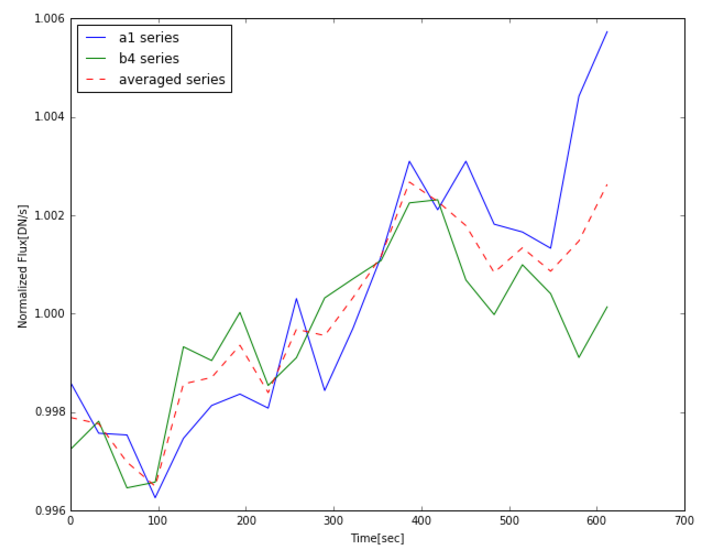 1.006
1.004
1.002
1.000
0.998
0.996
Normalized Flux[DN/s]
a1 series
b4 series
averaged series
0 100 200 300 400 500 600 700
Time[sec]